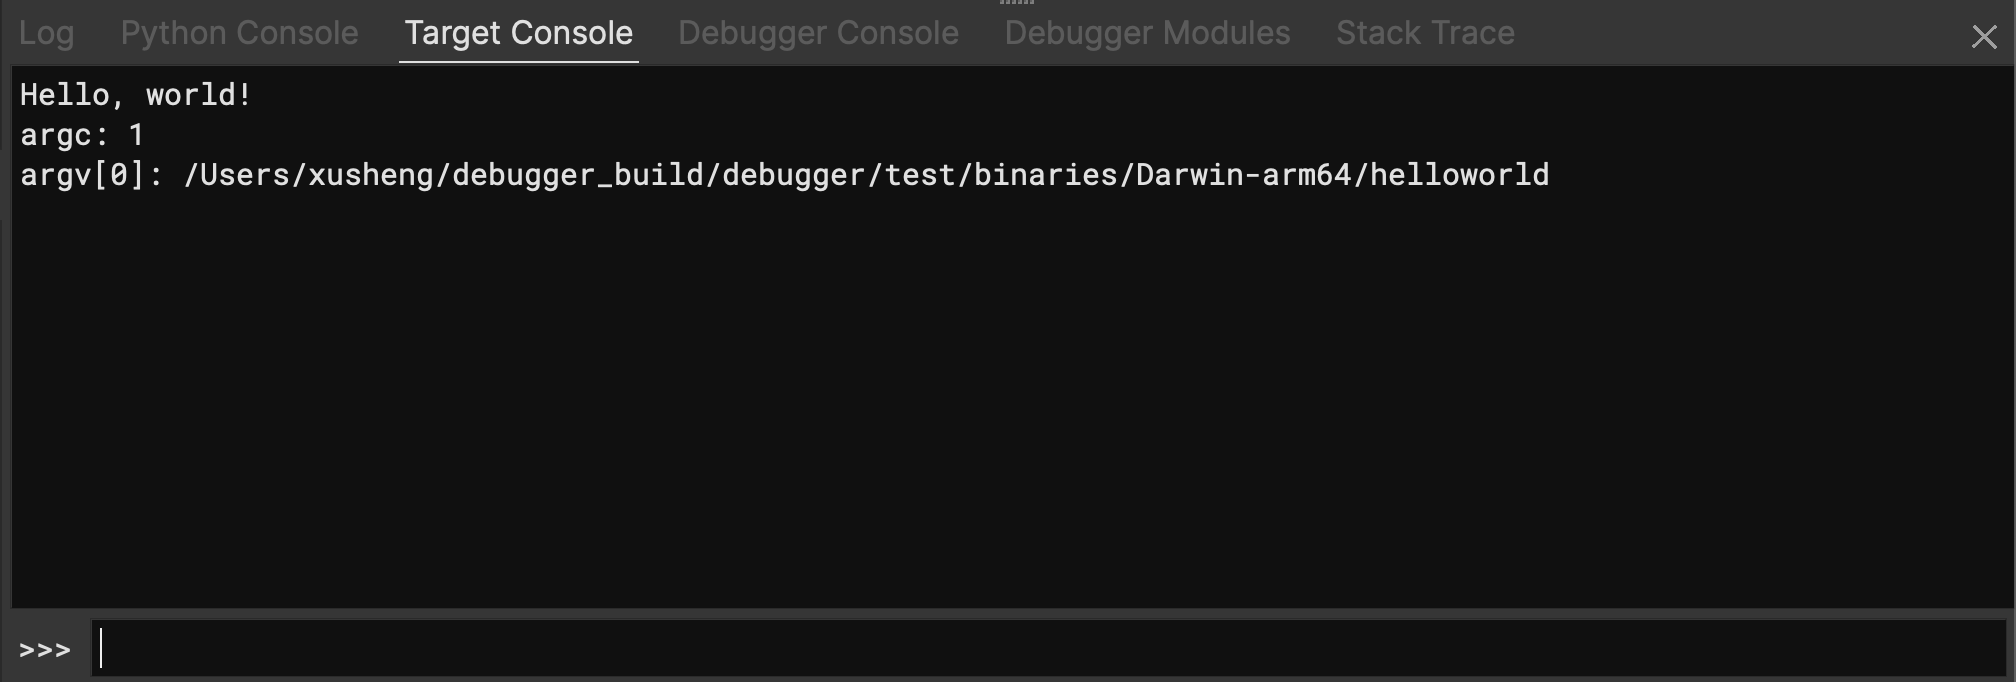 Log Python Console Target Console Debugger Console Debugger Modules Stack Trace
Hello, world!
argc: 1
argv[0]: /Users/xusheng/debugger_build/debugger/test/binaries/Darwin-arm64/helloworld
>>>